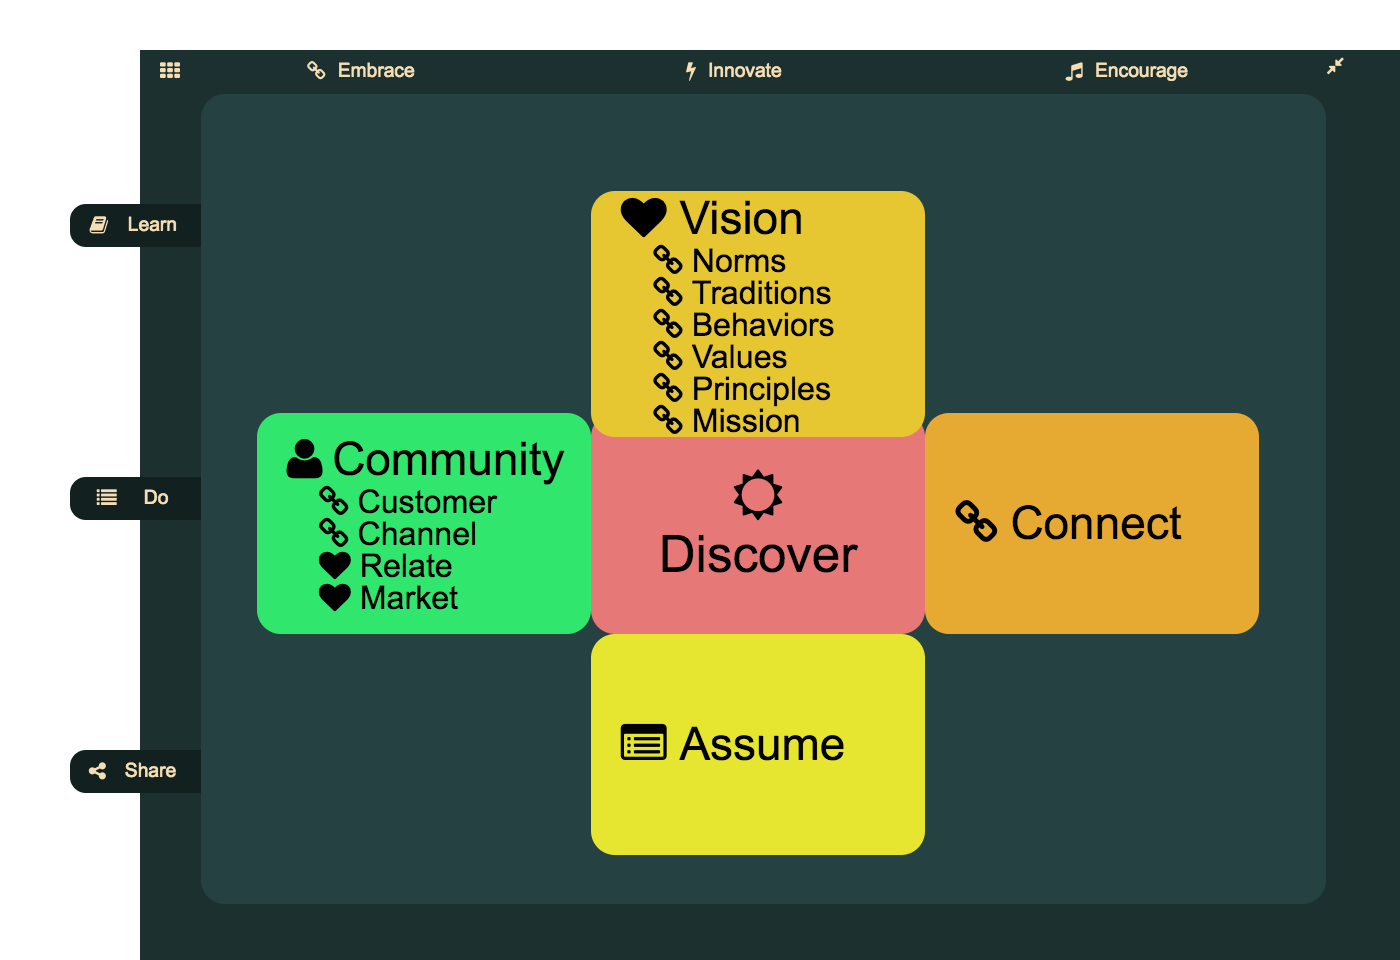 Embrace
Innovate
Encourage
Learn
Do
Share
Vision
Norms
Traditions
Behaviors
Values
Principles
Mission
Community
Customer
Channel
Relate
Market
Discover
Connect
Assume